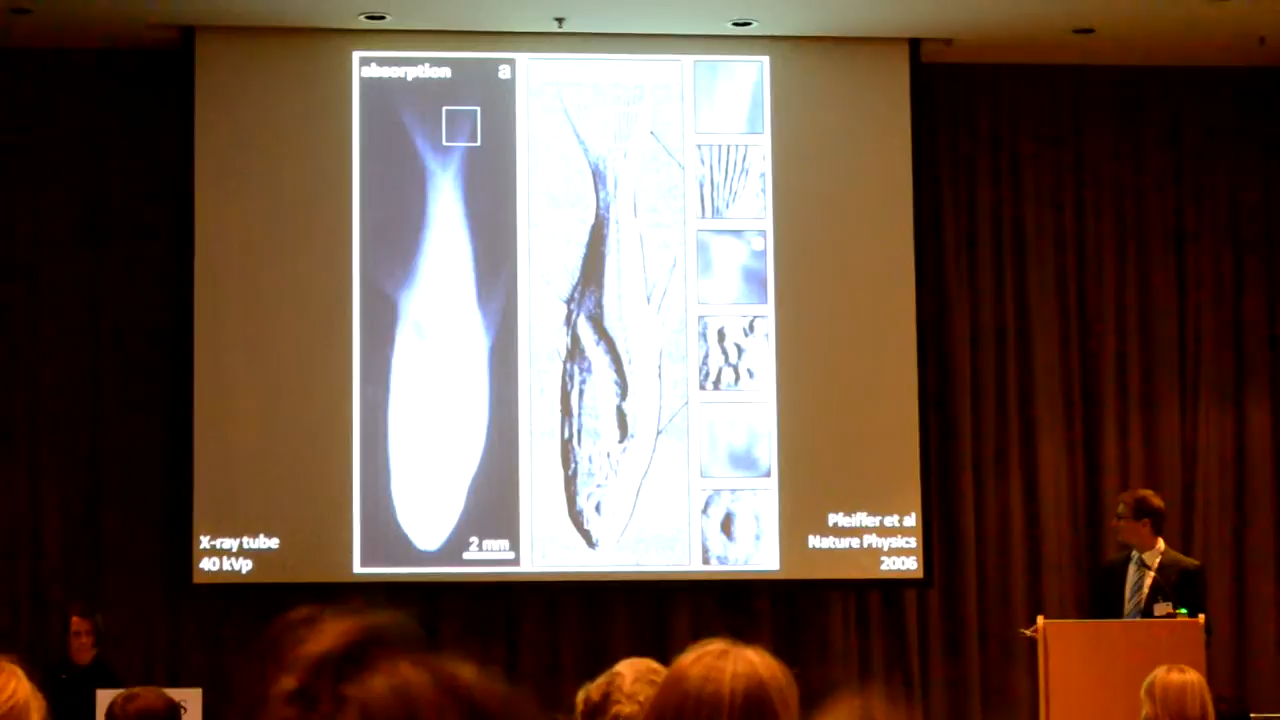 absorption a
2 mm
X-ray tube
40 kVp
Pfeiffer et al
Nature Physics
2006
S